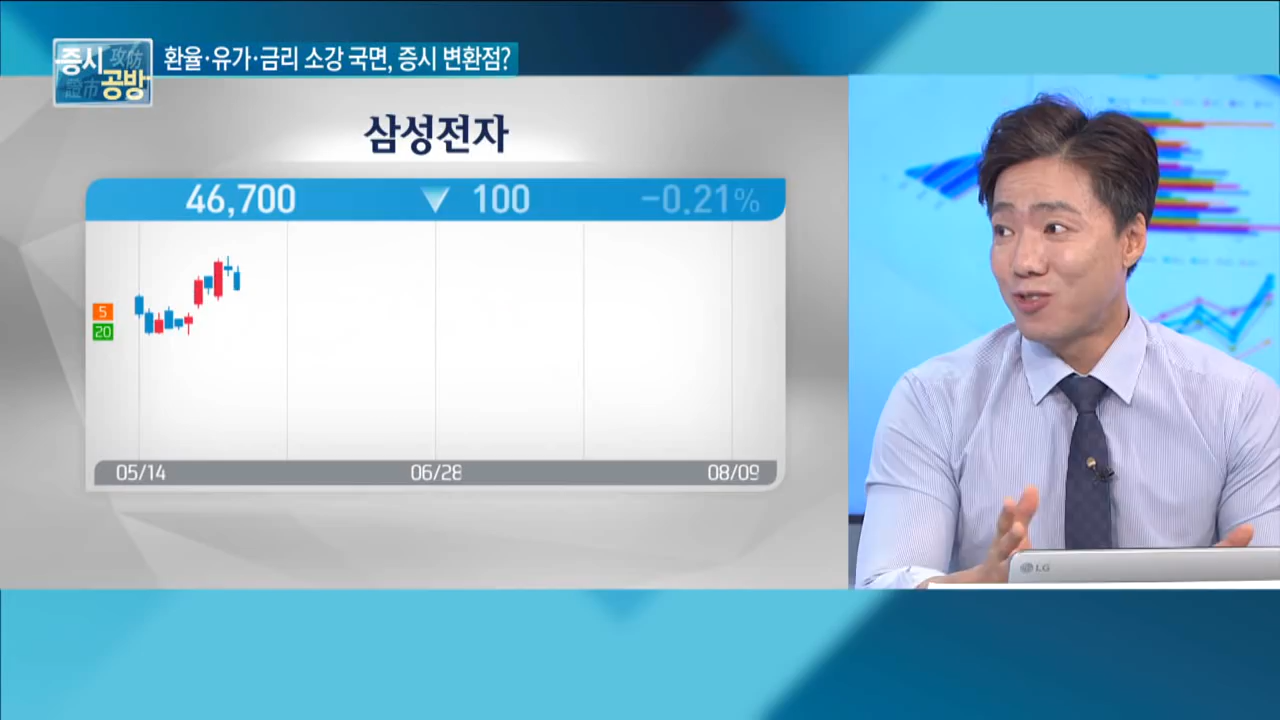 증시 攻防
證市 공방
환율·유가·금리 소강 국면, 증시 변환점?
삼성전자
46,700 ▼ 100 -0.21%
5
20
05/14 06/28 08/09
LG